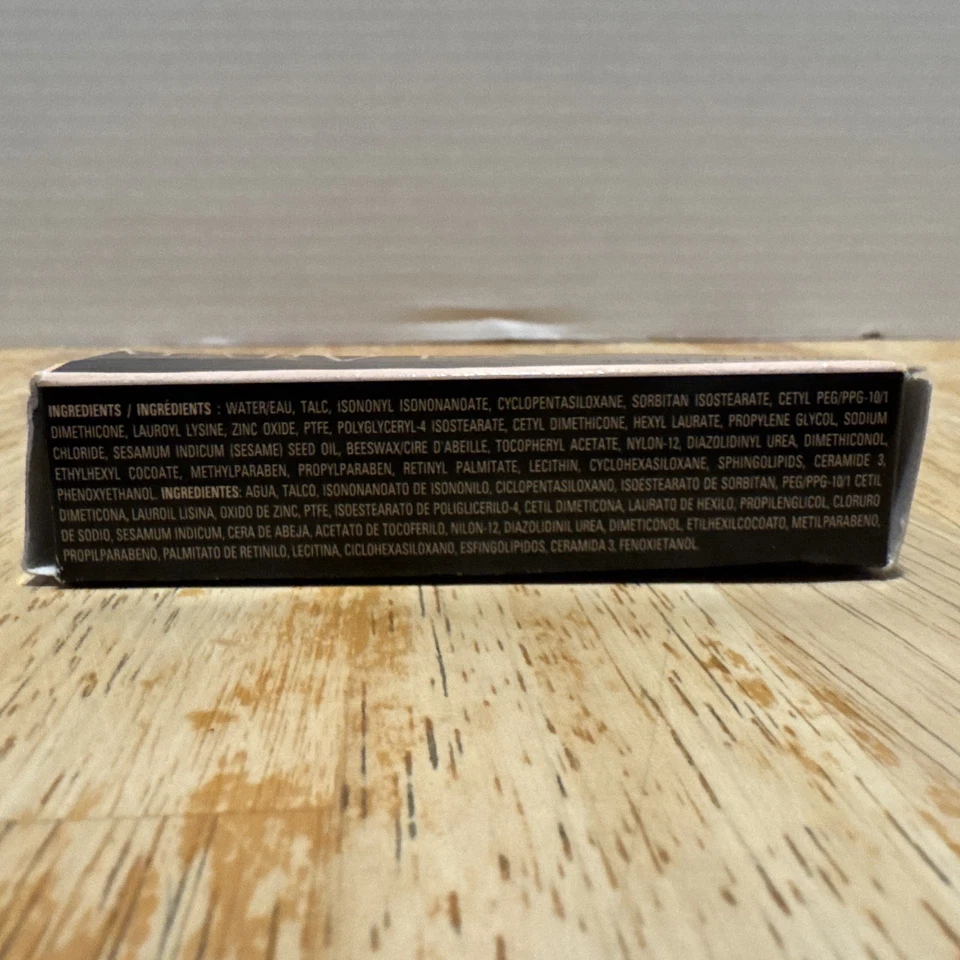 INGREDIENTS / INGRÉDIENTS : WATER/EAU, TALC, ISONONYL ISONONANOATE, CYCLOPENTASILOXANE, SORBITAN ISOSTEARATE, CETYL PEG/PPG-10/1
DIMETHICONE, LAUROYL LYSINE, ZINC OXIDE, PTFE, POLYGLYCERYL-4 ISOSTEARATE, CETYL DIMETHICONE, HEXYL LAURATE, PROPYLENE GLYCOL, SODIUM
CHLORIDE, SESAMUM INDICUM (SESAME) SEED OIL, BEESWAX/CIRE D'ABEILLE, TOCOPHERYL ACETATE, NYLON-12, DIAZOLIDINYL UREA, DIMETHICONOL,
ETHYLHEXYL COCOATE, METHYLPARABEN, PROPYLPARABEN, RETINYL PALMITATE, LECITHIN, CYCLOHEXASILOXANE, SPHINGOLIPIDS, CERAMIDE 3,
PHENOXYETHANOL. INGREDIENTES: AGUA, TALCO, ISONONANOATO DE ISONONILO, CICLOPENTASILOXANO, ISOESTEARATO DE SORBITAN, PEG/PPG-10/1 CETIL
DIMETICONA, LAUROIL LISINA, OXIDO DE ZINC, PTFE, ISOESTEARATO DE POLIGLICERILO-4, CETIL DIMETICONA, LAURATO DE HEXILO, PROPILENGLICOL, CLORURO
DE SODIO, SESAMUM INDICUM, CERA DE ABEJA, ACETATO DE TOCOFERILO, NILON-12, DIAZOLIDINIL UREA, DIMETICONOL, ETILHEXILCOCOATO, METILPARABENO,
PROPILPARABENO, PALMITATO DE RETINILO, LECITINA, CICLOHEXASILOXANO, ESFINGOLIPIDOS, CERAMIDA 3, FENOXIETANOL.